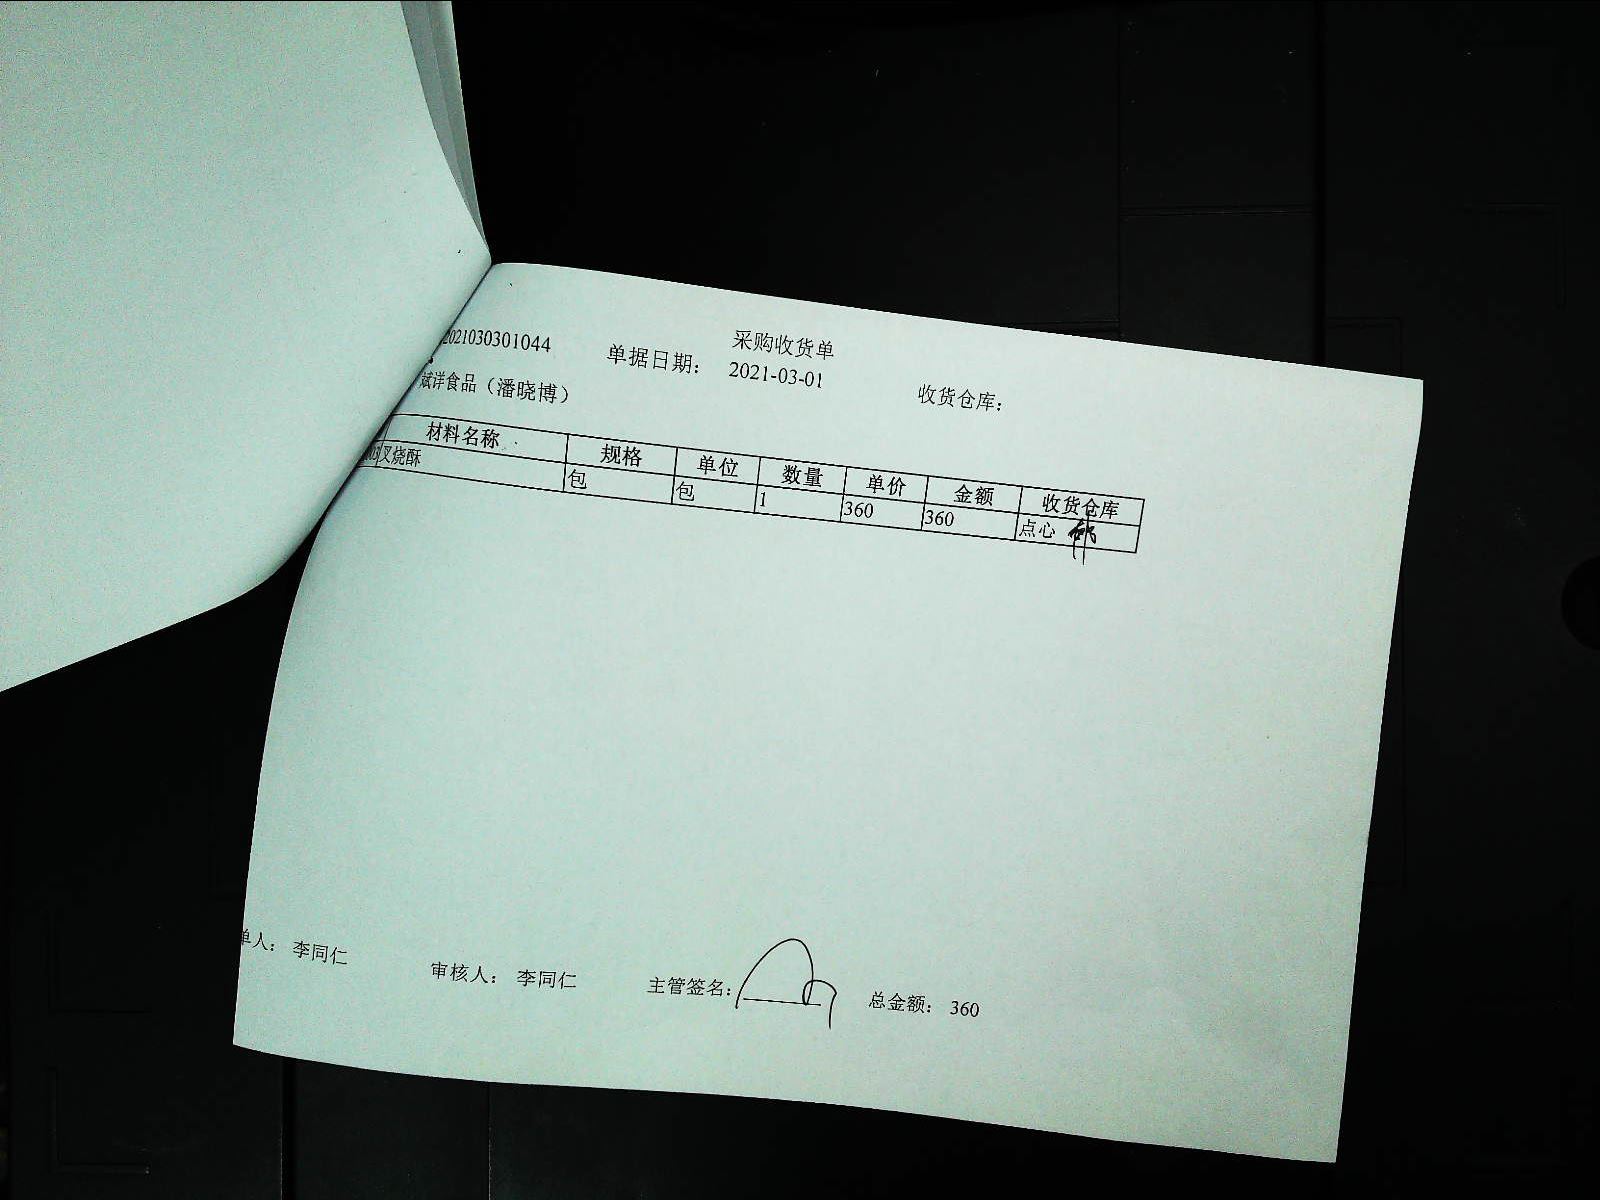 采购收货单
2021030301044 单据日期： 2021-03-01 收货仓库：
斌洋食品（潘晓博）
材料名称 规格 单位 数量 单价 金额 收货仓库
叉烧酥 包 包 1 360 360 点心
单人： 李同仁 审核人： 李同仁 主管签名： 总金额： 360